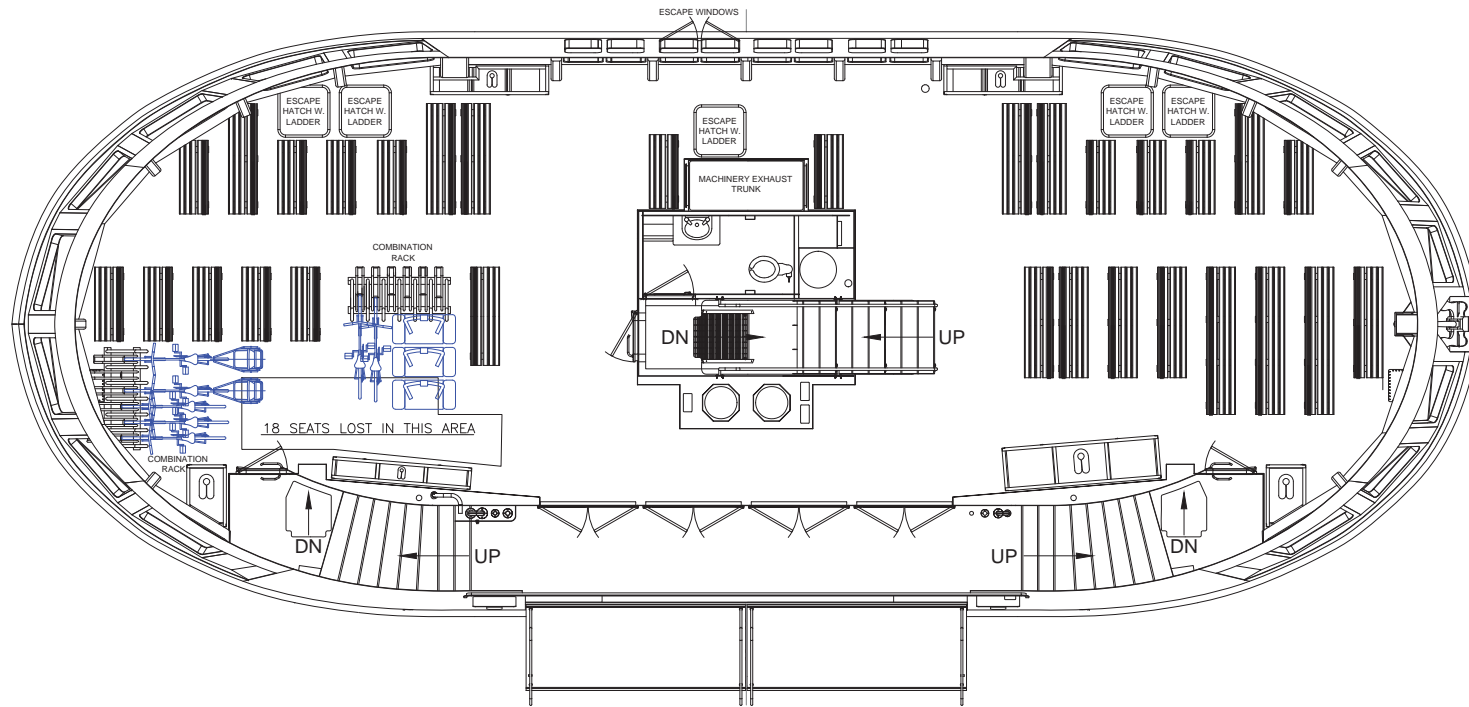 ESCAPE WINDOWS
ESCAPE
HATCH W.
LADDER
ESCAPE
HATCH W.
LADDER
ESCAPE
HATCH W.
LADDER
ESCAPE
HATCH W.
LADDER
ESCAPE
HATCH W.
LADDER
MACHINERY EXHAUST
TRUNK
COMBINATION
RACK
DN
UP
18 SEATS LOST IN THIS AREA
COMBINATION
RACK
DN
UP
UP
DN